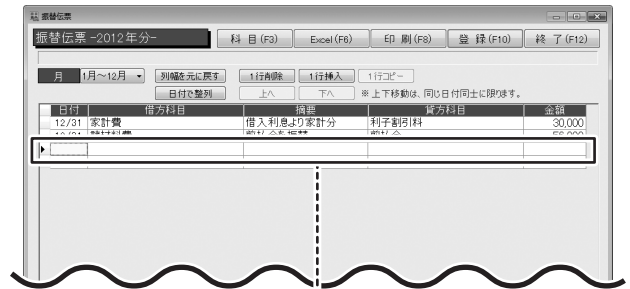 振替伝票
振替伝票 -2012年分-
科 目 (F3)
Excel (F6)
印 刷 (F8)
登 録 (F10)
終 了 (F12)
月 1月～12月 列幅を元に戻す 1行削除 1行挿入 1行コピー
日付で整列 上へ 下へ ※上下移動は、同じ日付同士に限ります。
日付 借方科目 摘要 貸方科目 金額
12/31 家計費 借入利息より家計分 利子割引料 30,000